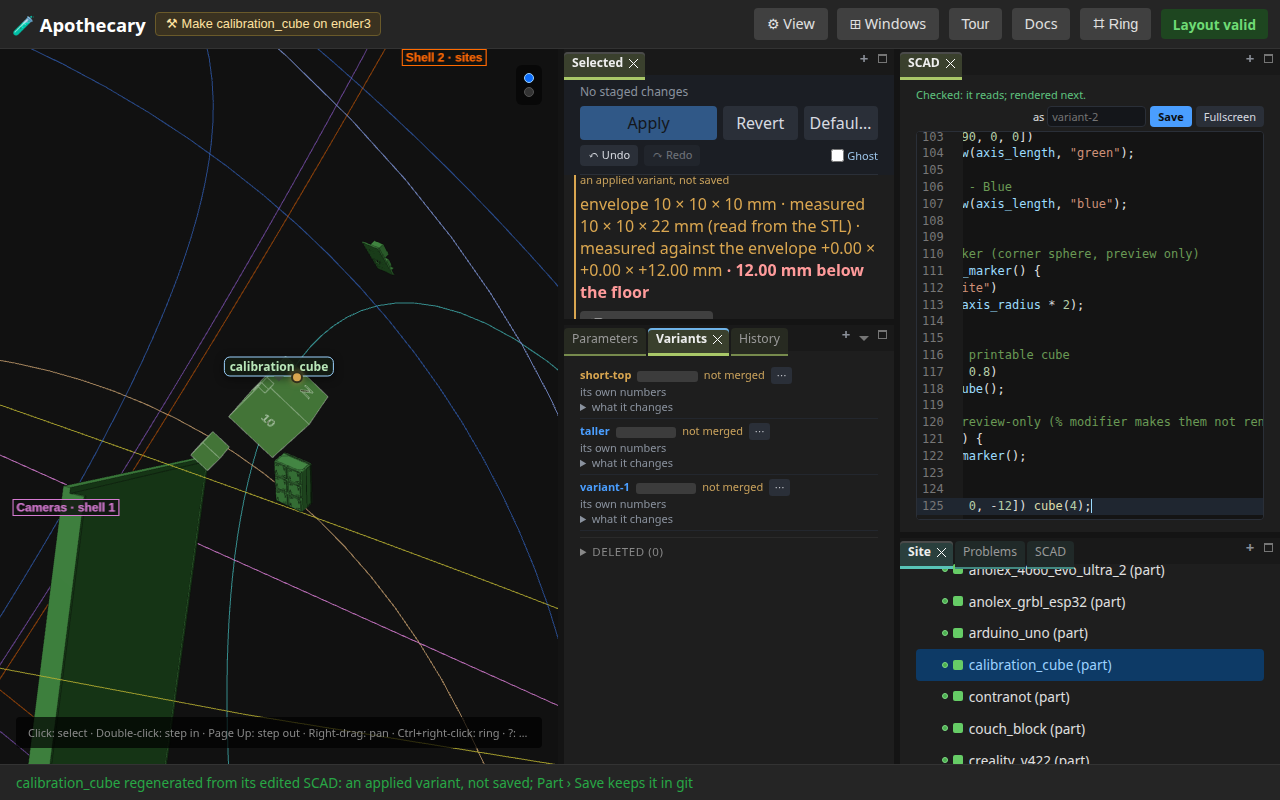 🧪 Apothecary
⚒ Make calibration_cube on ender3
⚙ View
⊞ Windows
Tour
Docs
⌗ Ring
Layout valid
Shell 2 · sites
calibration_cube
10
Cameras · shell 1
Click: select · Double-click: step in · Page Up: step out · Right-drag: pan · Ctrl+right-click: ring · ?: ...
Selected
No staged changes
Apply
Revert
Defaul...
↶ Undo
↷ Redo
Ghost
an applied variant, not saved
envelope 10 × 10 × 10 mm · measured
10 × 10 × 22 mm (read from the STL) ·
measured against the envelope +0.00 ×
+0.00 × +12.00 mm · 12.00 mm below
the floor
Parameters
Variants
History
short-top not merged ...
its own numbers
▶ what it changes
taller not merged ...
its own numbers
▶ what it changes
variant-1 not merged ...
its own numbers
▶ what it changes
▶ DELETED (0)
SCAD
Checked: it reads; rendered next.
as variant-2 Save Fullscreen
103 90, 0, 0])
104 w(axis_length, "green");
105
106 - Blue
107 w(axis_length, "blue");
108
109
110 ker (corner sphere, preview only)
111 _marker() {
112 ite")
113 axis_radius * 2);
114
115
116 printable cube
117 0.8)
118 ube();
119
120 review-only (% modifier makes them not ren
121 ) {
122 marker();
123
124
125 0, -12]) cube(4);
Site
Problems
SCAD
anolex_4060_evo_ultra_2 (part)
anolex_grbl_esp32 (part)
arduino_uno (part)
calibration_cube (part)
contranot (part)
couch_block (part)
creality_v422 (part)
calibration_cube regenerated from its edited SCAD: an applied variant, not saved; Part › Save keeps it in git